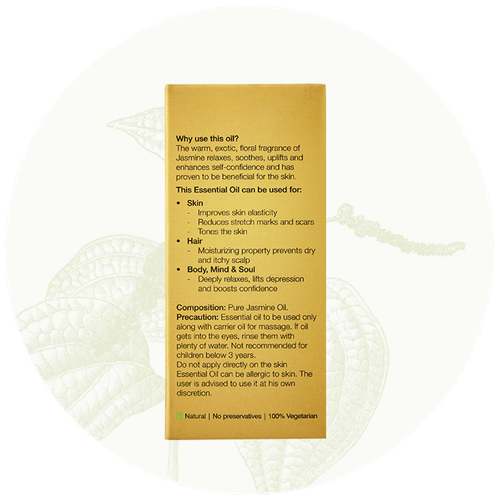 Why use this oil?
The warm, exotic, floral fragrance of
Jasmine relaxes, soothes, uplifts and
enhances self-confidence and has
proven to be beneficial for the skin.
This Essential Oil can be used for:
• Skin
- Improves skin elasticity
- Reduces stretch marks and scars
- Tones the skin
• Hair
- Moisturizing property prevents dry
and itchy scalp
• Body, Mind & Soul
- Deeply relaxes, lifts depression
and boosts confidence
Composition: Pure Jasmine Oil.
Precaution: Essential oil to be used only
along with carrier oil for massage. If oil
gets into the eyes, rinse them with
plenty of water. Not recommended for
children below 3 years.
Do not apply directly on the skin
Essential Oil can be allergic to skin. The
user is advised to use it at his own
discretion.
Natural | No preservatives | 100% Vegetarian